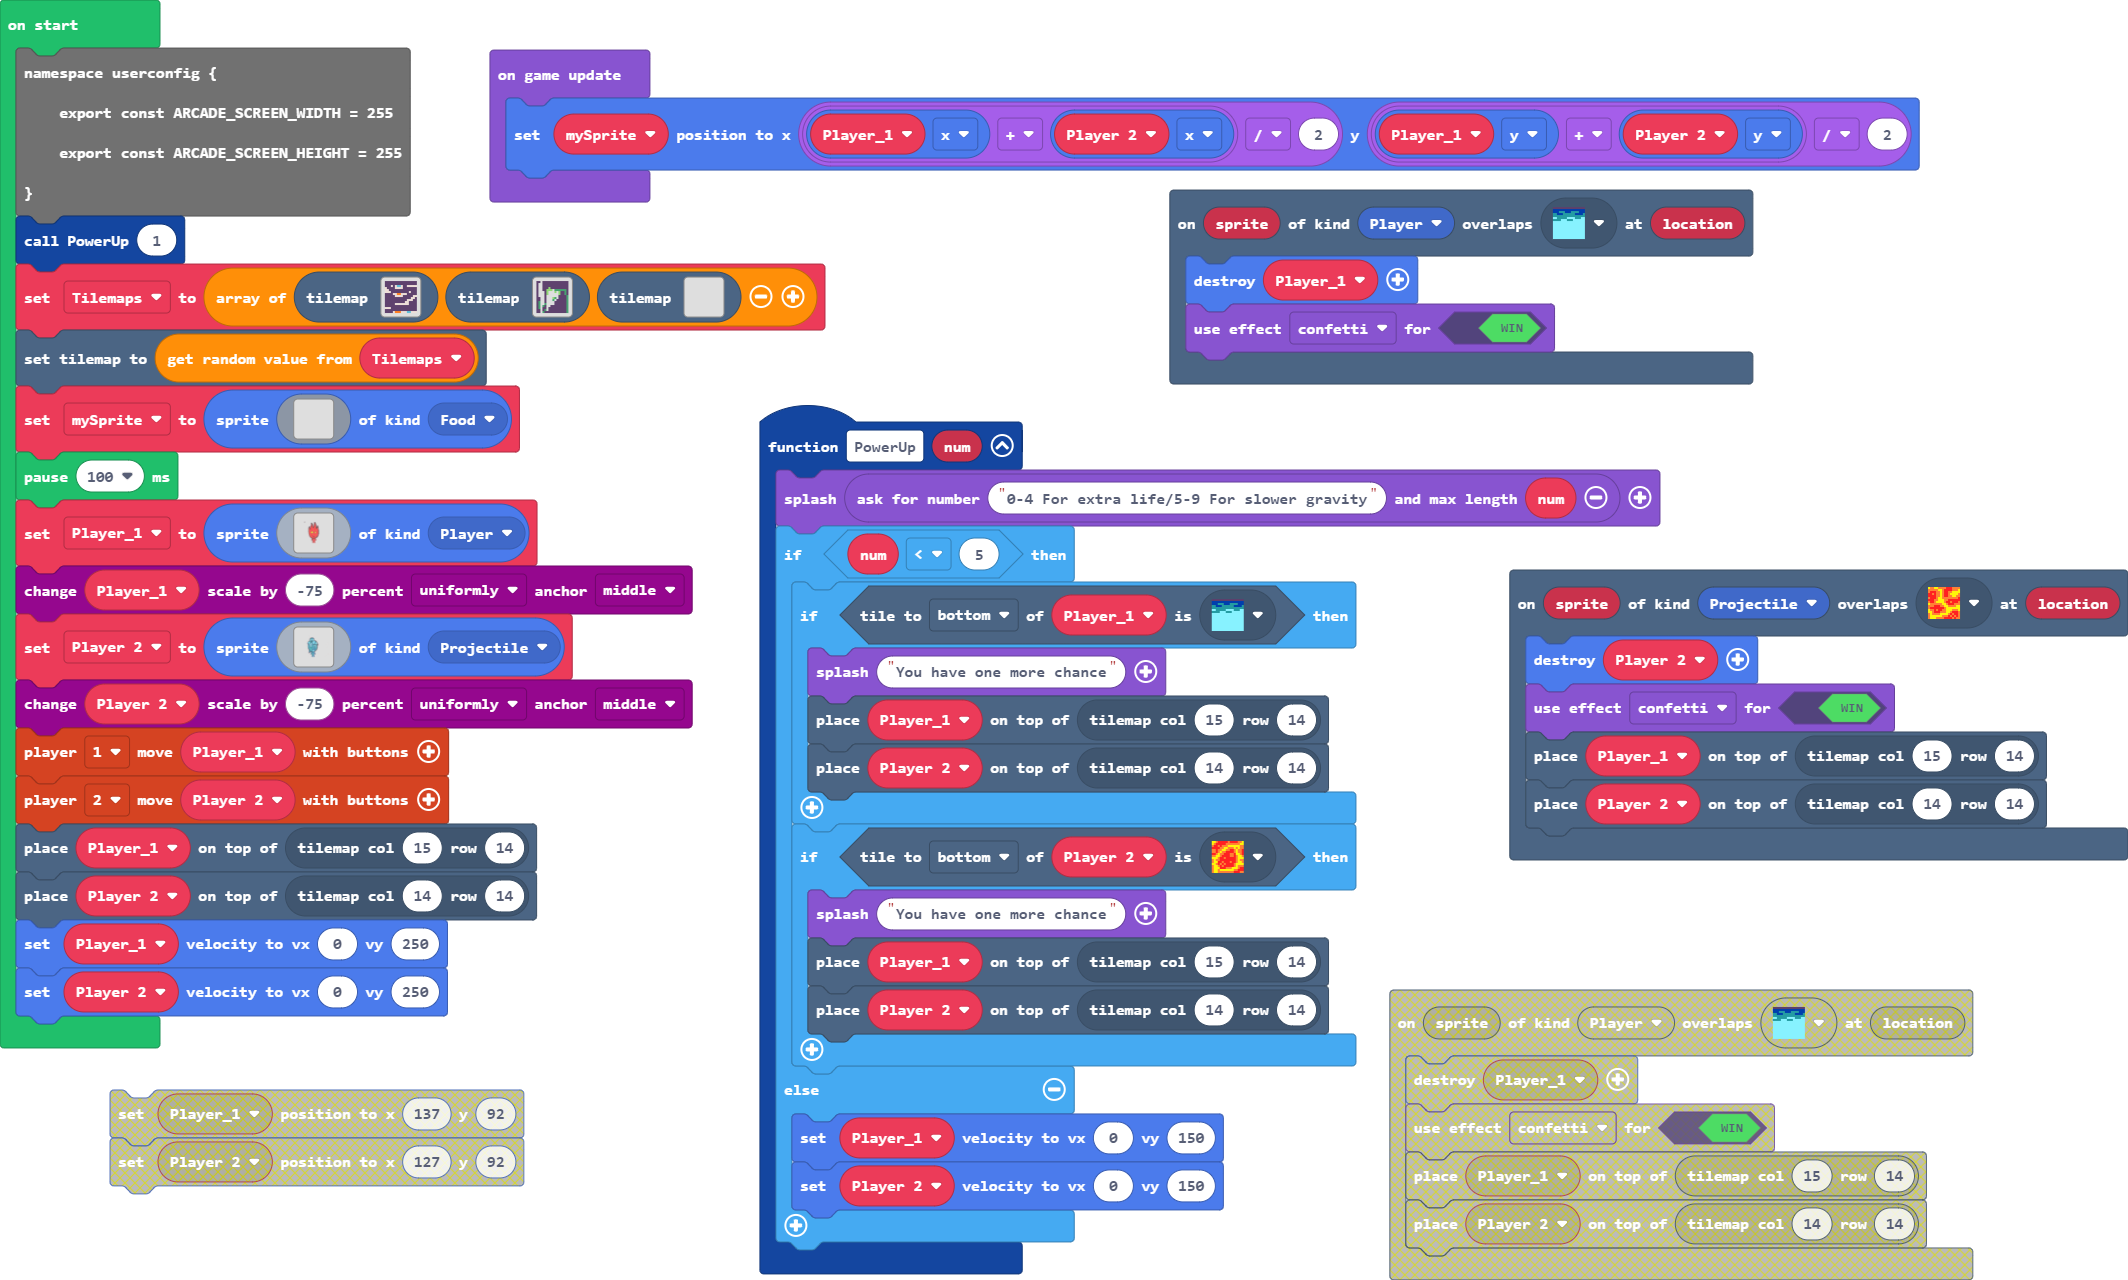 on start
namespace userconfig {
export const ARCADE_SCREEN_WIDTH = 255
export const ARCADE_SCREEN_HEIGHT = 255
}
call PowerUp 1
set Tilemaps to array of tilemap tilemap tilemap
set tilemap to get random value from Tilemaps
set mySprite to sprite of kind Food
pause 100 ms
set Player_1 to sprite of kind Player
change Player_1 scale by -75 percent uniformly anchor middle
set Player 2 to sprite of kind Projectile
change Player 2 scale by -75 percent uniformly anchor middle
player 1 move Player_1 with buttons
player 2 move Player 2 with buttons
place Player_1 on top of tilemap col 15 row 14
place Player 2 on top of tilemap col 14 row 14
set Player_1 velocity to vx 0 vy 250
set Player 2 velocity to vx 0 vy 250
set Player_1 position to x 137 y 92
set Player 2 position to x 127 y 92
on game update
set mySprite position to x Player_1 x + Player 2 x / 2 y Player_1 y + Player 2 y / 2
on sprite of kind Player overlaps at location
destroy Player_1
use effect confetti for WIN
function PowerUp num
splash ask for number "0-4 For extra life/5-9 For slower gravity" and max length num
if num < 5 then
if tile to bottom of Player_1 is then
splash "You have one more chance"
place Player_1 on top of tilemap col 15 row 14
place Player 2 on top of tilemap col 14 row 14
if tile to bottom of Player 2 is then
splash "You have one more chance"
place Player_1 on top of tilemap col 15 row 14
place Player 2 on top of tilemap col 14 row 14
else
set Player_1 velocity to vx 0 vy 150
set Player 2 velocity to vx 0 vy 150
on sprite of kind Projectile overlaps at location
destroy Player 2
use effect confetti for WIN
place Player_1 on top of tilemap col 15 row 14
place Player 2 on top of tilemap col 14 row 14
on sprite of kind Player overlaps at location
destroy Player_1
use effect confetti for WIN
place Player_1 on top of tilemap col 15 row 14
place Player 2 on top of tilemap col 14 row 14